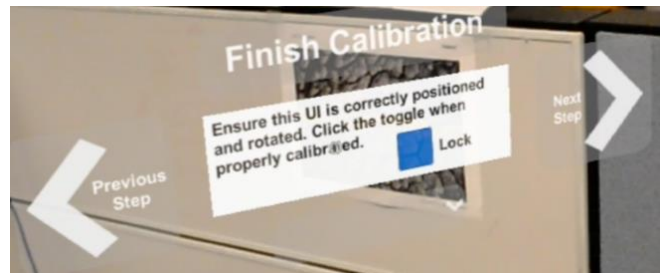 Finish Calibration
Ensure this UI is correctly positioned
and rotated. Click the toggle when
properly calibrated.
Lock
Previous
Step
Next
Step